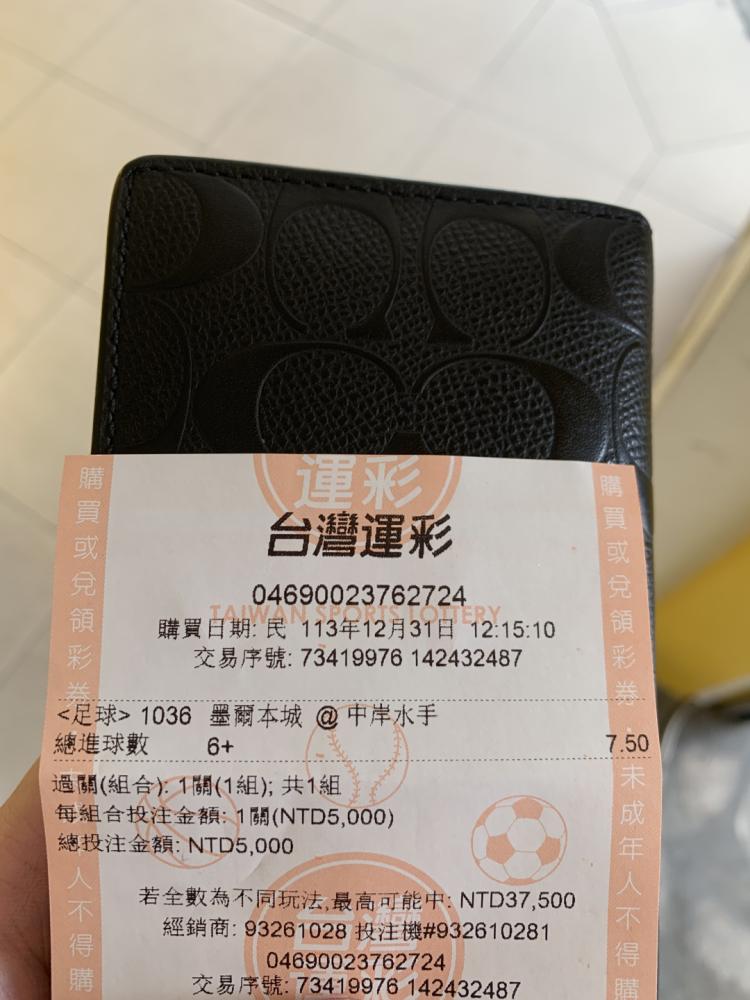 運彩
台灣運彩
04690023762724
TAIWAN SPORTS LOTTERY
購買日期: 民 113年12月31日 12:15:10
交易序號: 73419976 142432487
<足球> 1036 墨爾本城 @ 中岸水手
總進球數 6+ 7.50
過關(組合): 1關(1組); 共1組
每組合投注金額: 1關(NTD5,000)
總投注金額: NTD5,000
若全數為不同玩法,最高可能中: NTD37,500
經銷商: 93261028 投注機#932610281
04690023762724
交易序號: 73419976 142432487
台灣
購買或兌領彩券
人不得購
購買或兌領彩券
未成年人不得購